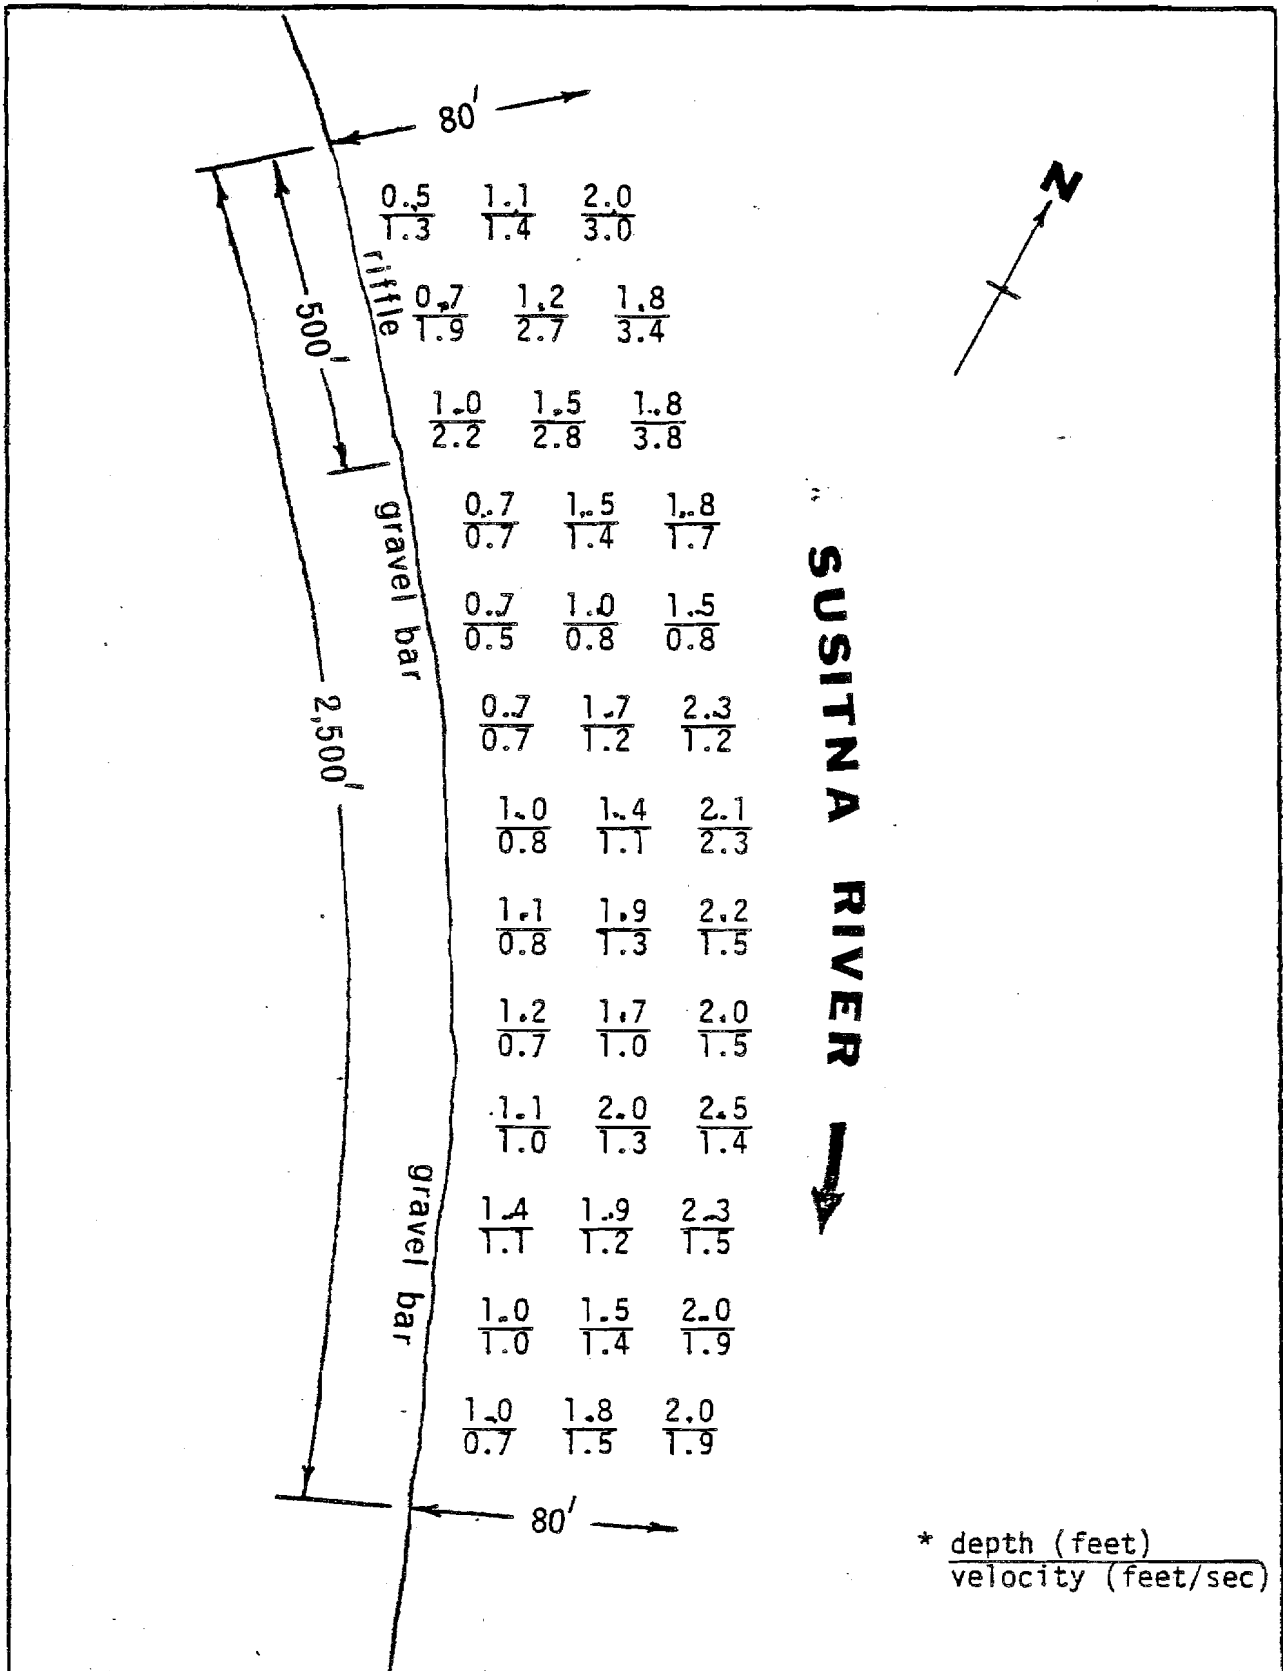 80'
N
0.5 1.1 2.0
1.3 1.4 3.0
riffle
500'
0.7 1.2 1.8
1.9 2.7 3.4
1.0 1.5 1.8
2.2 2.8 3.8
gravel bar
0.7 1.5 1.8
0.7 1.4 1.7
0.7 1.0 1.5
0.5 0.8 0.8
SUSITNA RIVER
2,500'
0.7 1.7 2.3
0.7 1.2 1.2
1.0 1.4 2.1
0.8 1.1 2.3
1.1 1.9 2.2
0.8 1.3 1.5
1.2 1.7 2.0
0.7 1.0 1.5
1.1 2.0 2.5
1.0 1.3 1.4
gravel bar
1.4 1.9 2.3
1.1 1.2 1.5
1.0 1.5 2.0
1.0 1.4 1.9
1.0 1.8 2.0
0.7 1.5 1.9
80'
* depth (feet)
velocity (feet/sec)